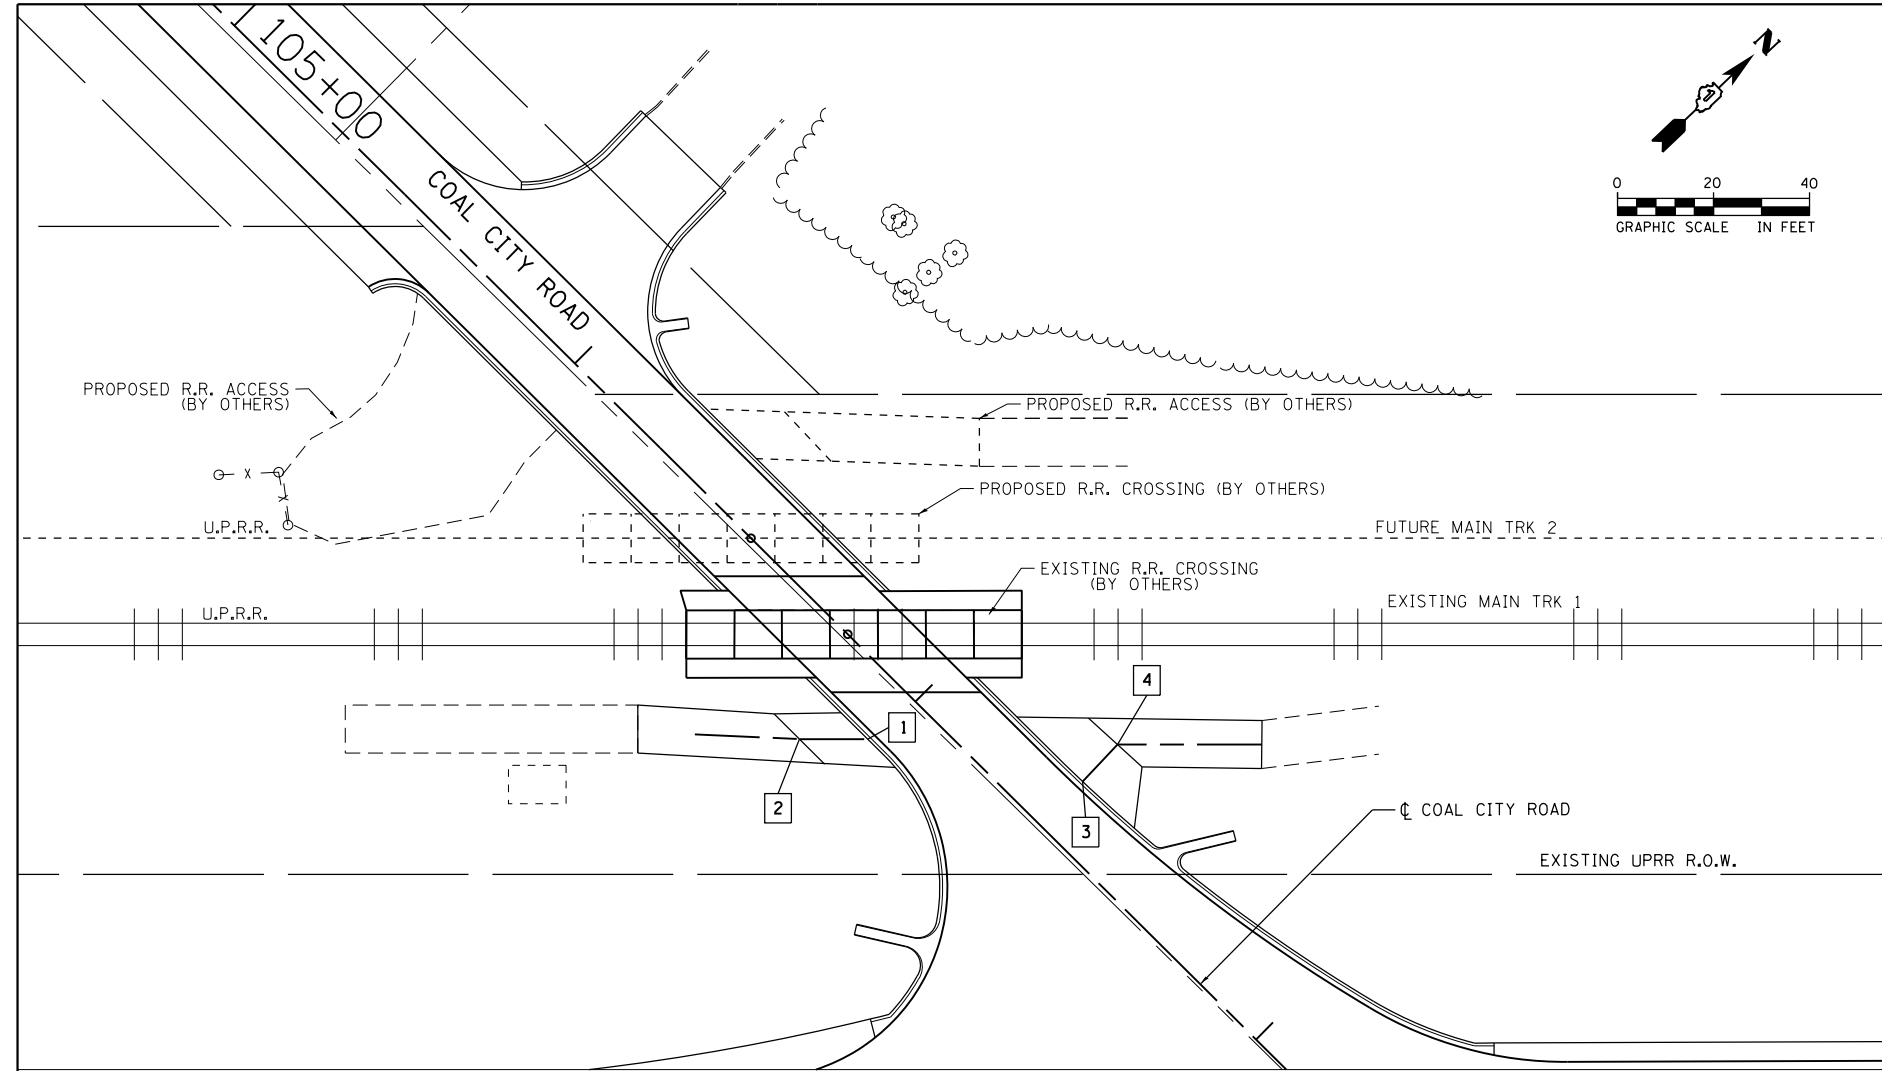 105+00
N
1
0 20 40
GRAPHIC SCALE IN FEET
COAL CITY ROAD
PROPOSED R.R. ACCESS
(BY OTHERS)
PROPOSED R.R. ACCESS (BY OTHERS)
X
X
PROPOSED R.R. CROSSING (BY OTHERS)
U.P.R.R.
FUTURE MAIN TRK 2
EXISTING R.R. CROSSING
(BY OTHERS)
U.P.R.R.
EXISTING MAIN TRK 1
4
1
2
3
℄ COAL CITY ROAD
EXISTING UPRR R.O.W.